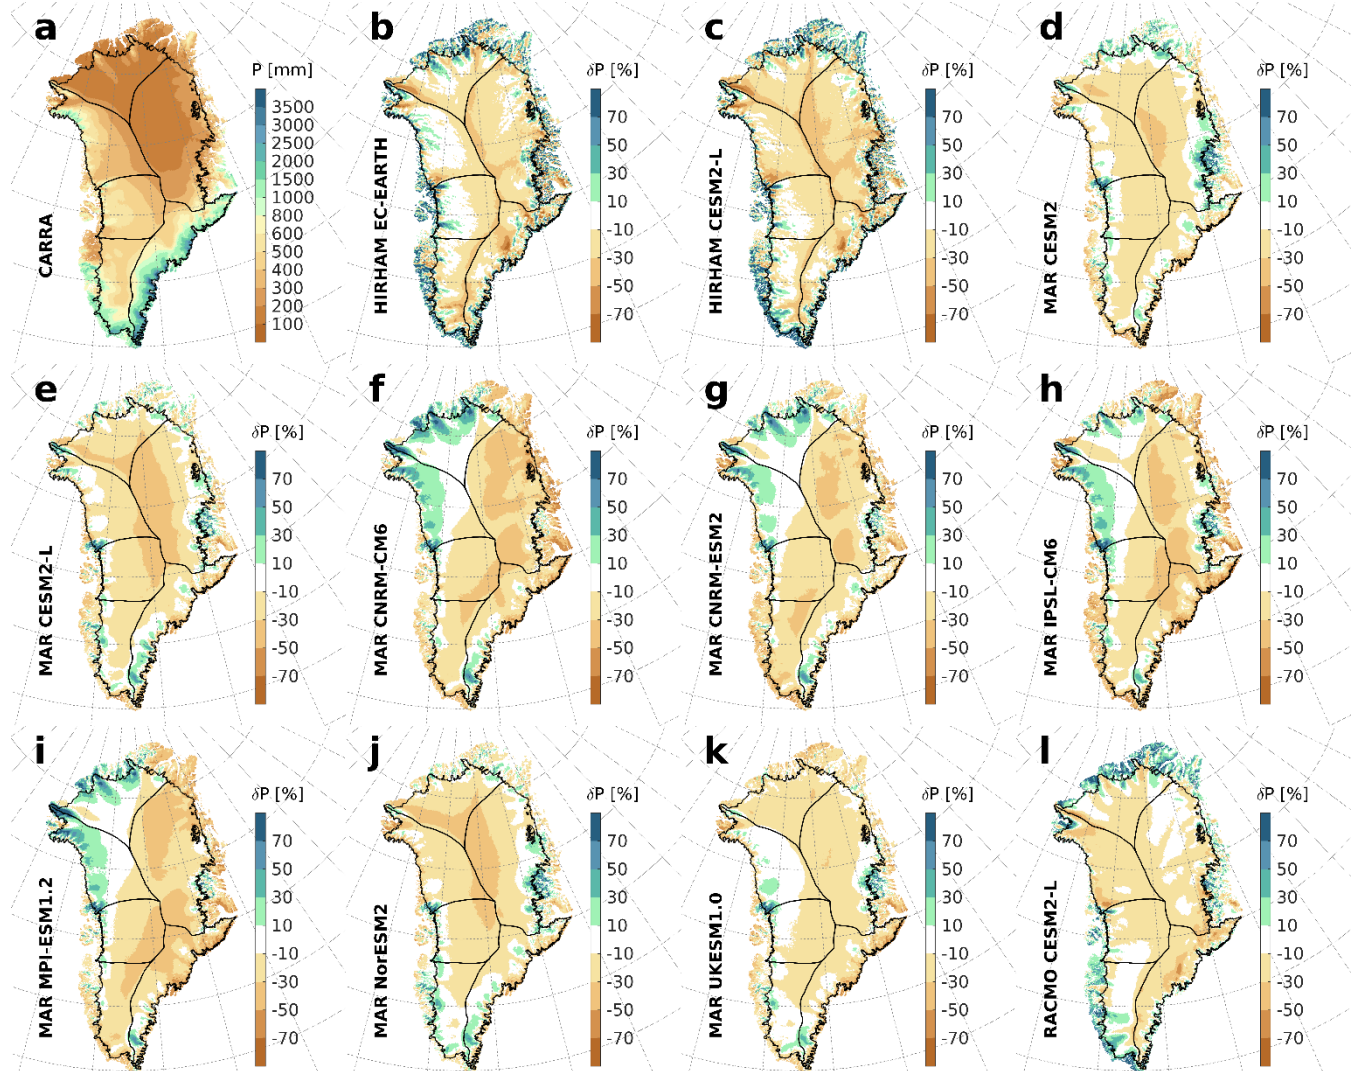 a
P [mm]
3500
3000
2500
2000
1500
1000
800
600
500
400
300
200
100
CARRA
b
δP [%]
70
50
30
10
-10
-30
-50
-70
HIRHAM EC-EARTH
c
δP [%]
70
50
30
10
-10
-30
-50
-70
HIRHAM CESM2-L
d
δP [%]
70
50
30
10
-10
-30
-50
-70
MAR CESM2
e
δP [%]
70
50
30
10
-10
-30
-50
-70
MAR CESM2-L
f
δP [%]
70
50
30
10
-10
-30
-50
-70
MAR CNRM-CM6
g
δP [%]
70
50
30
10
-10
-30
-50
-70
MAR CNRM-ESM2
h
δP [%]
70
50
30
10
-10
-30
-50
-70
MAR IPSL-CM6
i
δP [%]
70
50
30
10
-10
-30
-50
-70
MAR MPI-ESM1.2
j
δP [%]
70
50
30
10
-10
-30
-50
-70
MAR NorESM2
k
δP [%]
70
50
30
10
-10
-30
-50
-70
MAR UKESM1.0
l
δP [%]
70
50
30
10
-10
-30
-50
-70
RACMO CESM2-L